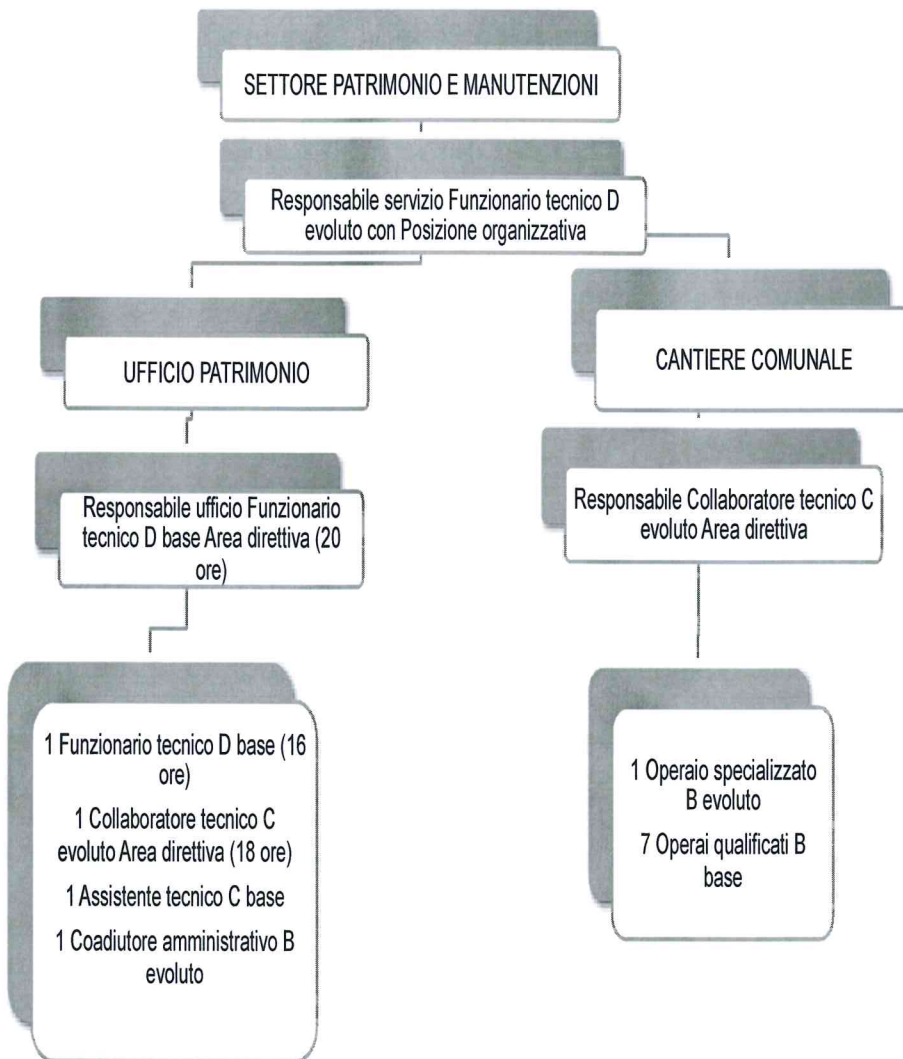 SETTORE PATRIMONIO E MANUTENZIONI
Responsabile servizio Funzionario tecnico D
evoluto con Posizione organizzativa
UFFICIO PATRIMONIO
CANTIERE COMUNALE
Responsabile ufficio Funzionario
tecnico D base Area direttiva (20
ore)
Responsabile Collaboratore tecnico C
evoluto Area direttiva
1 Funzionario tecnico D base (16
ore)
1 Collaboratore tecnico C
evoluto Area direttiva (18 ore)
1 Assistente tecnico C base
1 Coadiutore amministrativo B
evoluto
1 Operaio specializzato
B evoluto
7 Operai qualificati B
base